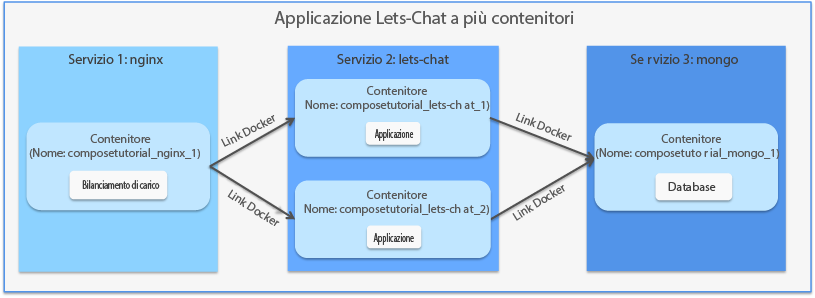 Applicazione Lets-Chat a più contenitori
Servizio 1: nginx
Contenitore
(Nome: composetutorial_nginx_1)
Bilanciamento di carico
Link Docker
Link Docker
Servizio 2: lets-chat
Contenitore
Nome: composetutorial_lets-ch at_1)
Applicazione
Contenitore
Nome: composetutorial_lets-ch at_2)
Applicazione
Link Docker
Link Docker
Se rvizio 3: mongo
Contenitore
(Nome: composetuto r ial_mongo_1)
Database